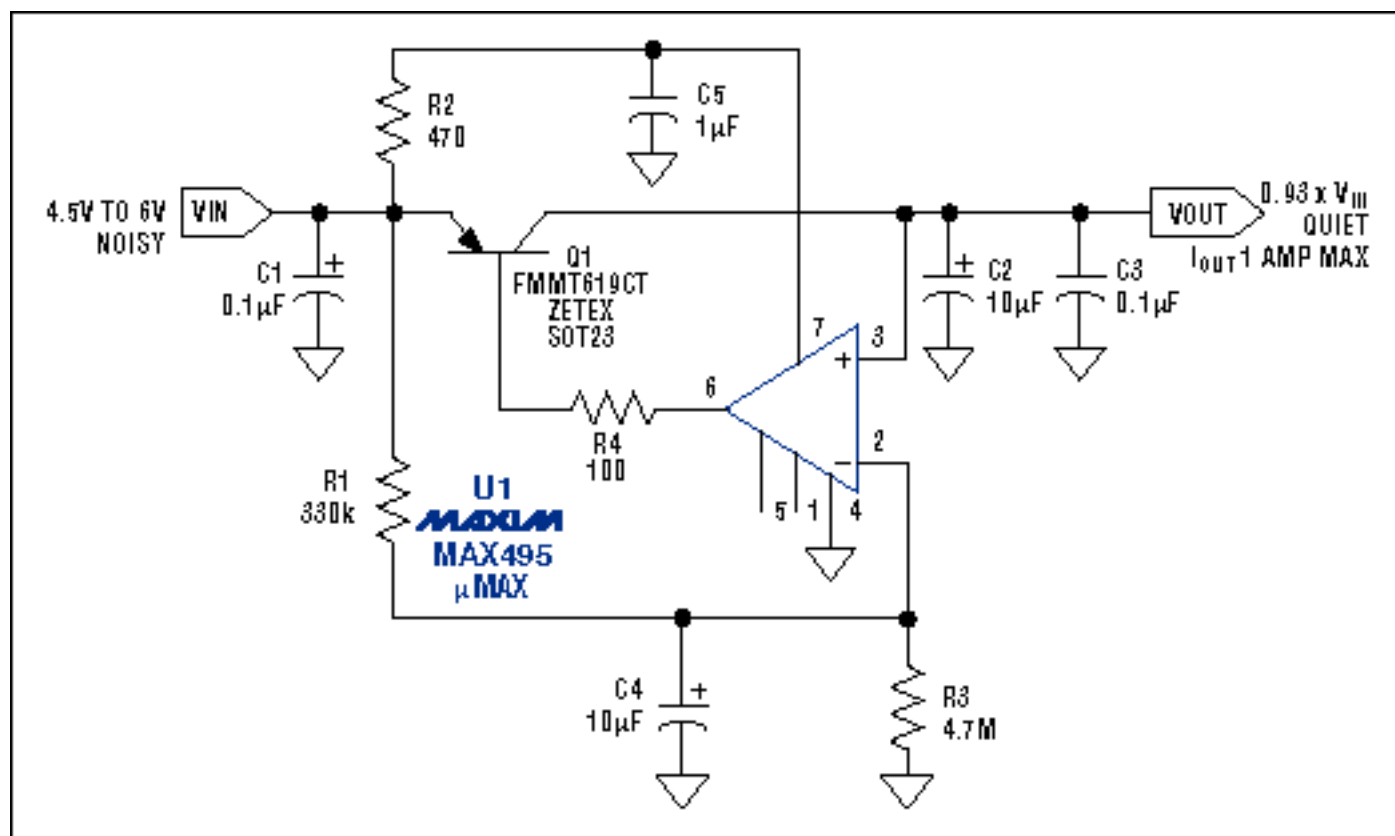 R2
470
C5
1µF
4.5V TO 6V
NOISY
VIN
C1
+
0.1µF
Q1
FMMT619CT
ZETEX
SOT23
VOUT
0.93 x VIN
QUIET
IOUT 1 AMP MAX
+
C2
10µF
C3
0.1µF
7
+
3
6
R4
100
2
−
5
1
4
R1
330k
U1
MAXIM
MAX495
µMAX
C4
+
10µF
R3
4.7M